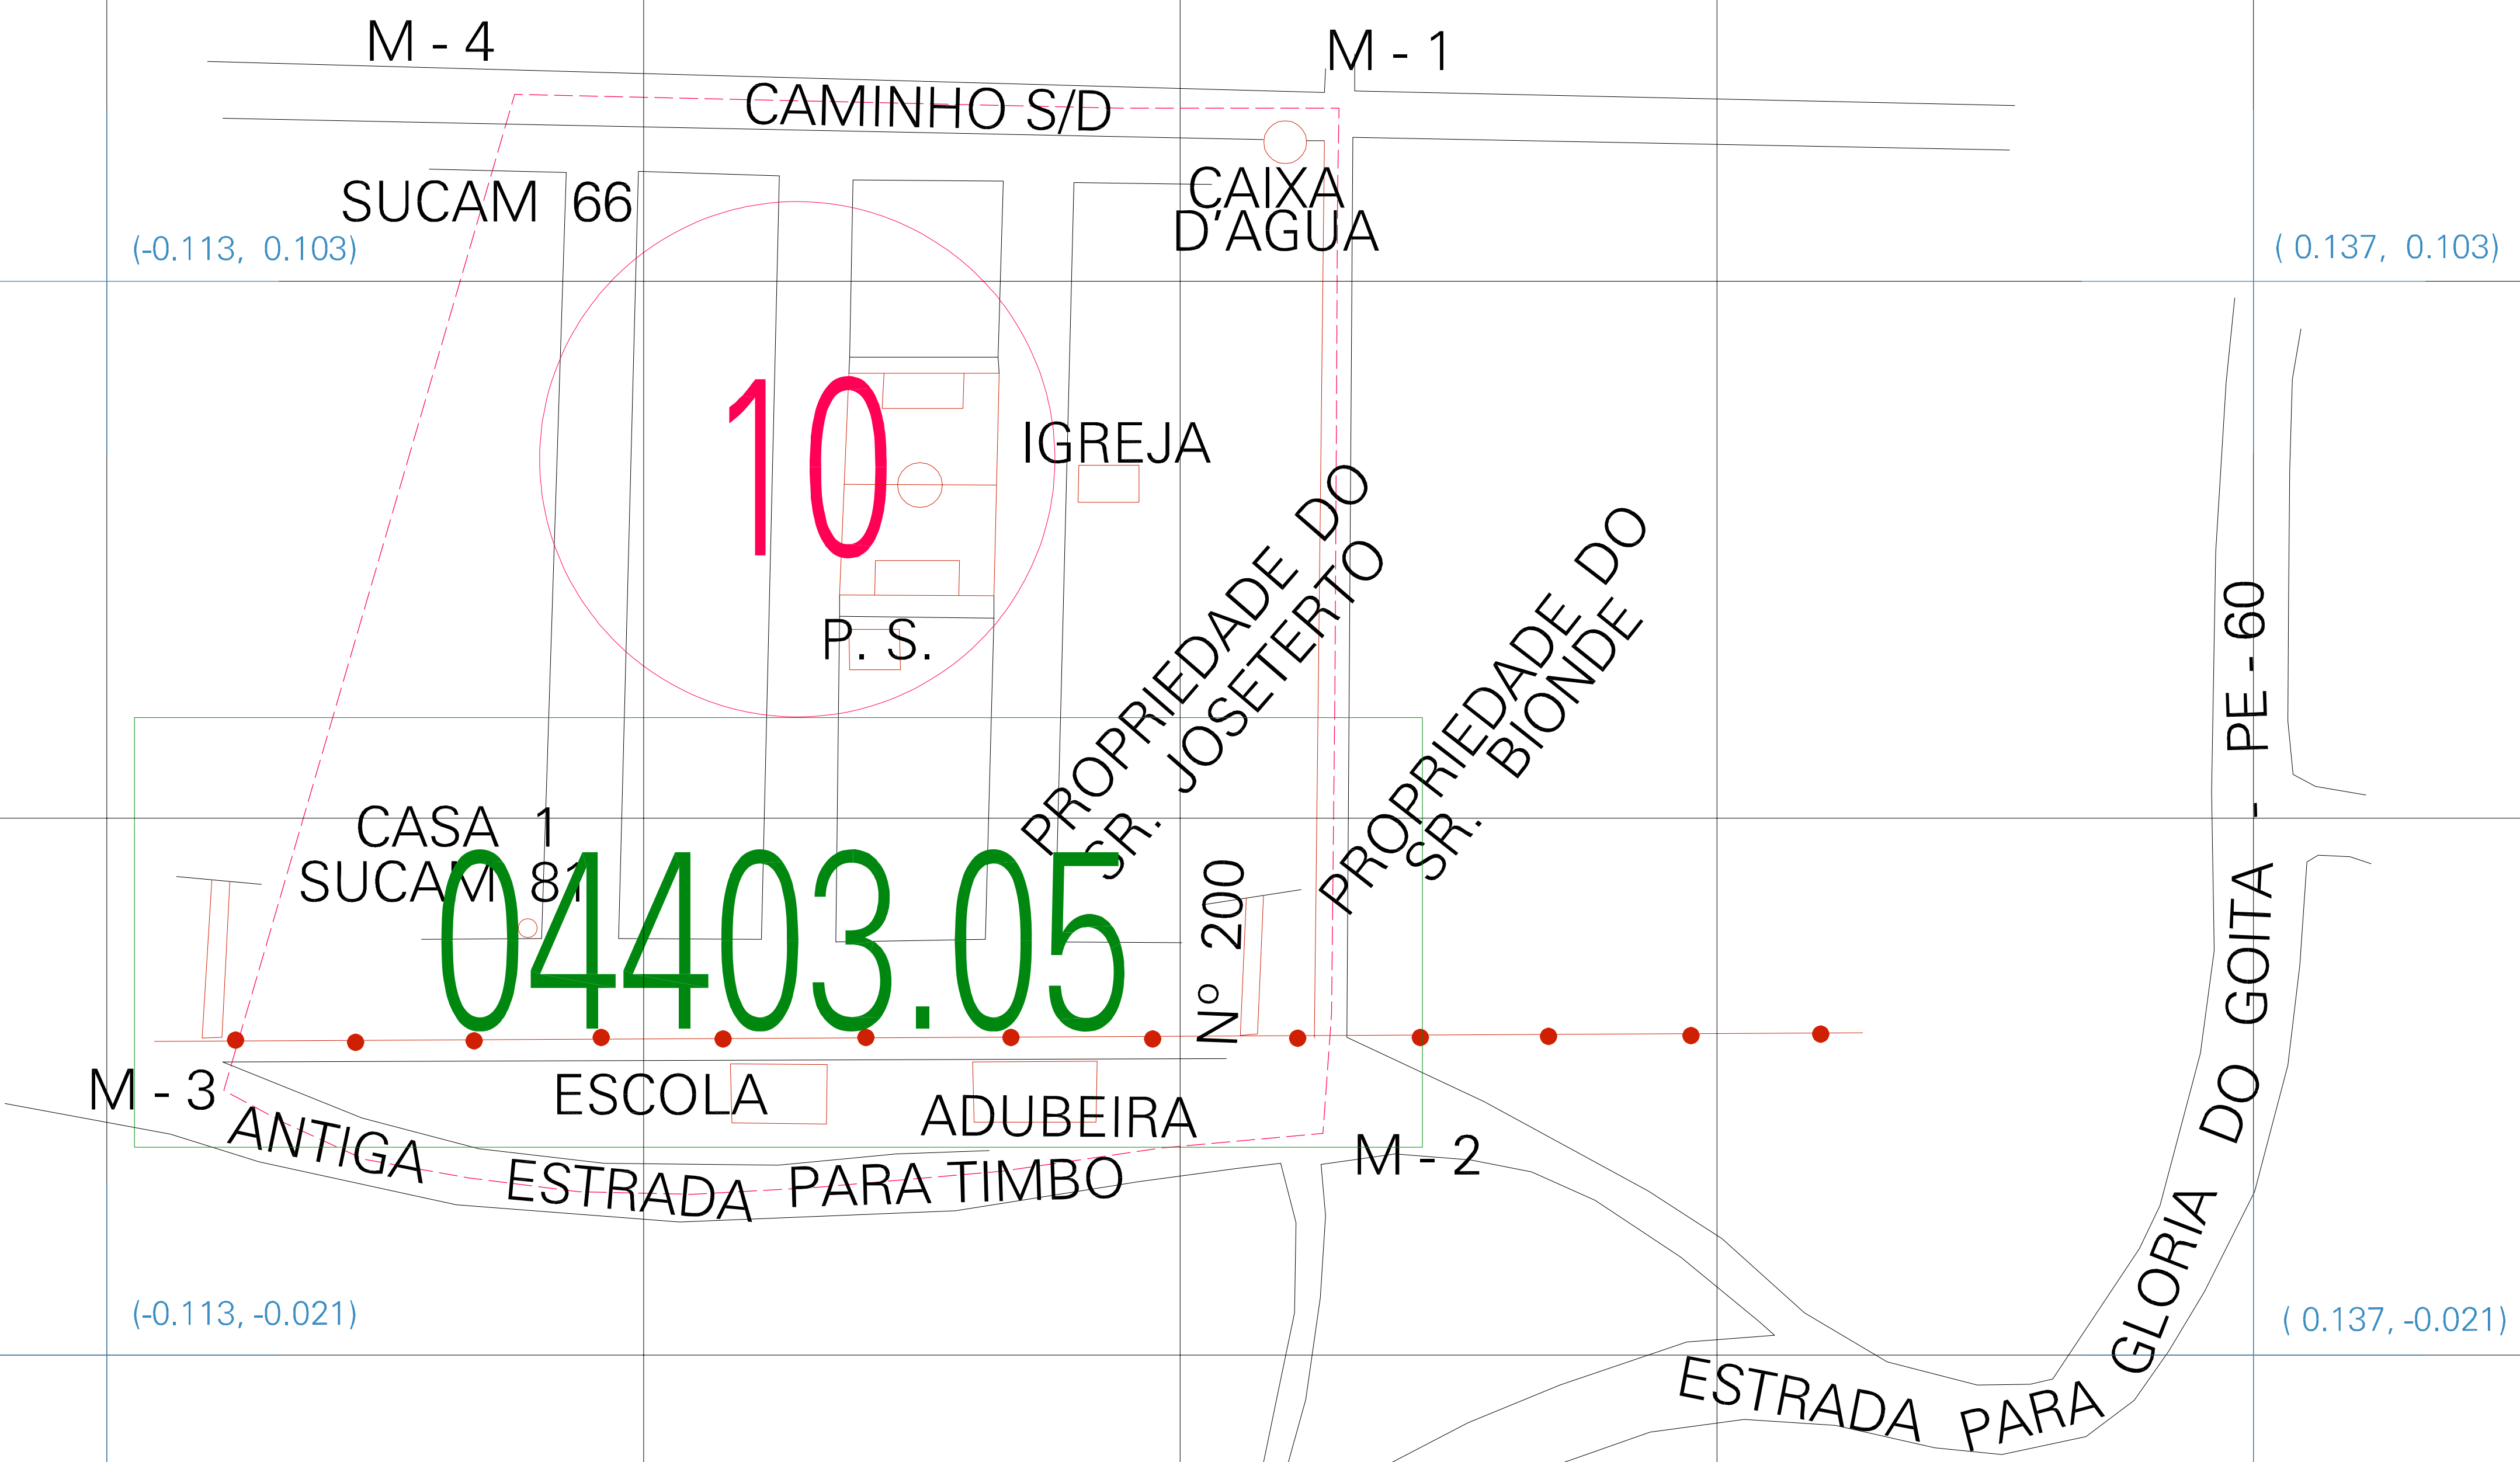 M - 4
M - 1
CAMINHO S/D
SUCAM 66
CAIXA
D'AGUA
(-0.113, 0.103)
( 0.137, 0.103)
10
IGREJA
PROPRIEDADE DO
SR. JOSETERTO
PROPRIEDADE DO
SR. BIONDE
P. S.
CASA 1
SUCAM 81
04403.05
Nº 200
M - 3
ESCOLA
ADUBEIRA
M - 2
ANTIGA ESTRADA PARA TIMBO
(-0.113, -0.021)
( 0.137, -0.021)
ESTRADA PARA GLORIA DO GOITA - PE - 60